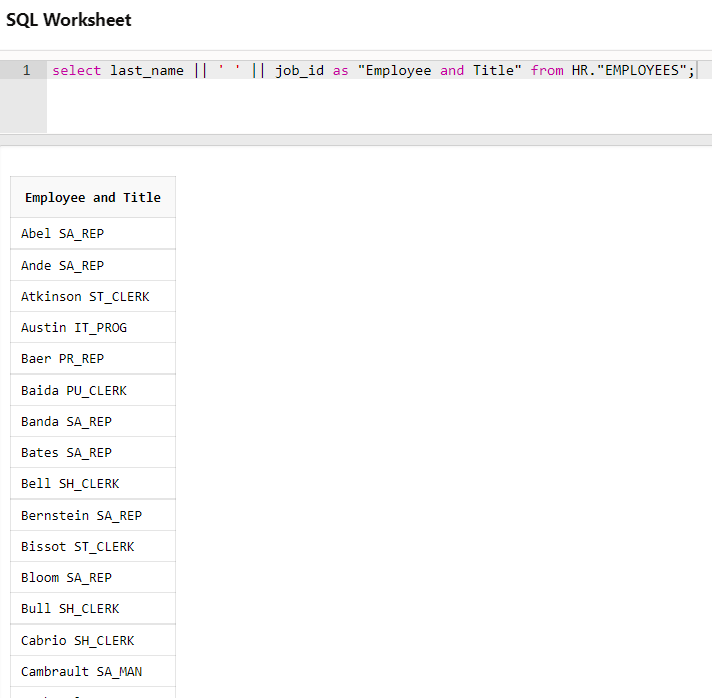 SQL Worksheet
1 select last_name || ' ' || job_id as "Employee and Title" from HR."EMPLOYEES";
Employee and Title
Abel SA_REP
Ande SA_REP
Atkinson ST_CLERK
Austin IT_PROG
Baer PR_REP
Baida PU_CLERK
Banda SA_REP
Bates SA_REP
Bell SH_CLERK
Bernstein SA_REP
Bissot ST_CLERK
Bloom SA_REP
Bull SH_CLERK
Cabrio SH_CLERK
Cambrault SA_MAN